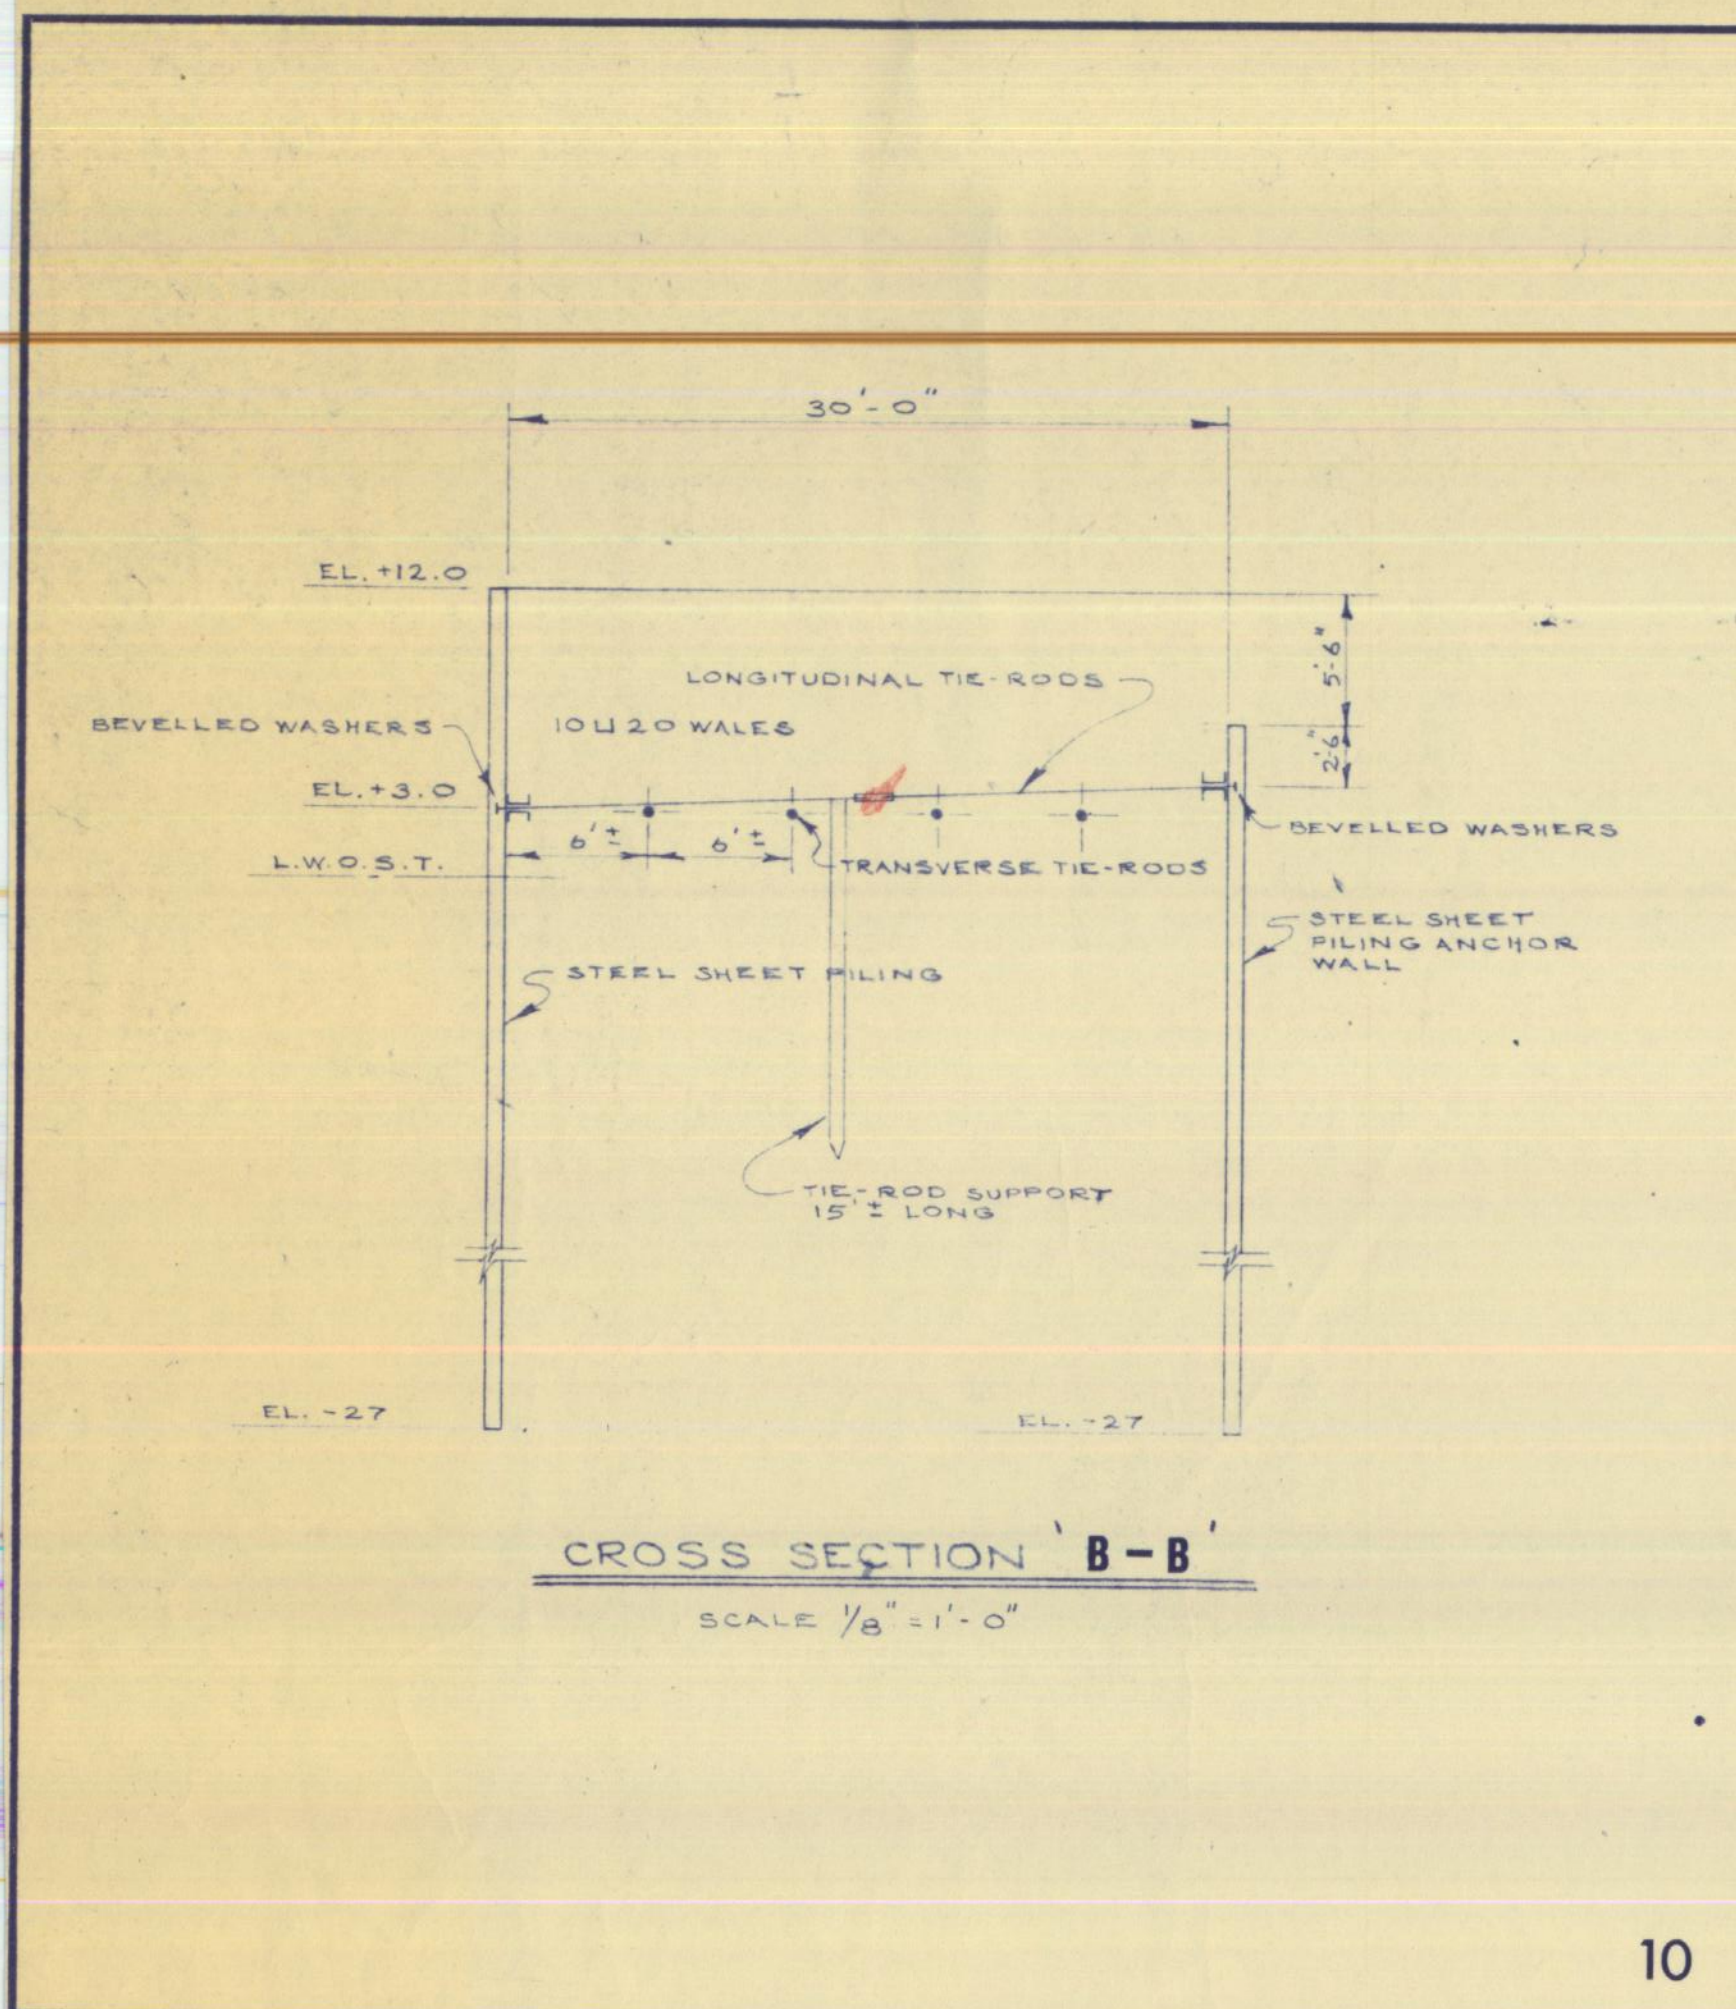 30'-0"
EL. +12.0
5'-6"
LONGITUDINAL TIE-RODS
BEVELLED WASHERS
10 U 20 WALES
2'-6"
EL. +3.0
6'± 6'±
BEVELLED WASHERS
L.W.O.S.T.
TRANSVERSE TIE-RODS
STEEL SHEET
PILING ANCHOR
WALL
STEEL SHEET PILING
TIE-ROD SUPPORT
15'± LONG
EL. -27
EL. -27
CROSS SECTION 'B-B'
SCALE 1/8" = 1'-0"
10